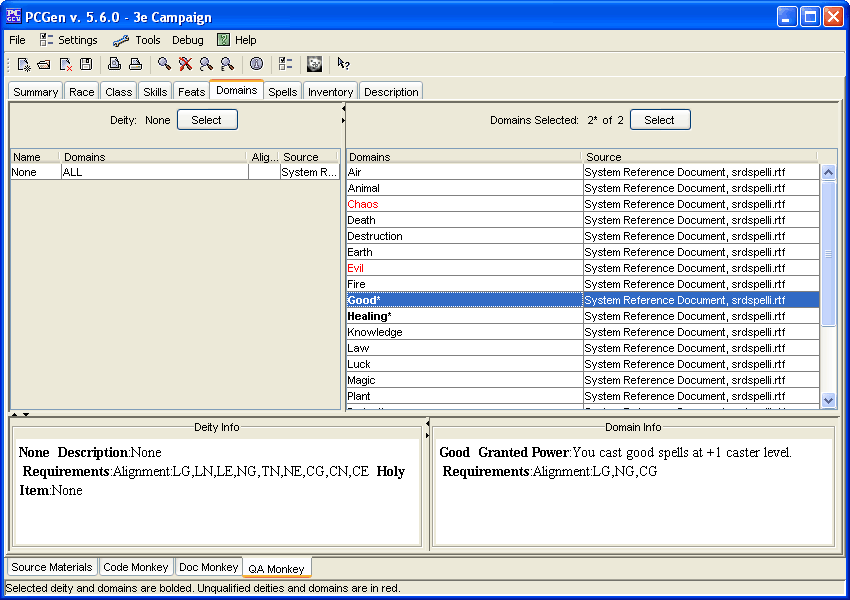 PCGen v. 5.6.0 - 3e Campaign
File Settings Tools Debug Help
Summary Race Class Skills Feats Domains Spells Inventory Description
Deity: None Select Domains Selected: 2* of 2 Select
Name Domains Alig... Source Domains Source
None ALL System R... Air System Reference Document, srdspelli.rtf
Animal System Reference Document, srdspelli.rtf
Chaos System Reference Document, srdspelli.rtf
Death System Reference Document, srdspelli.rtf
Destruction System Reference Document, srdspelli.rtf
Earth System Reference Document, srdspelli.rtf
Evil System Reference Document, srdspelli.rtf
Fire System Reference Document, srdspelli.rtf
Good* System Reference Document, srdspelli.rtf
Healing* System Reference Document, srdspelli.rtf
Knowledge System Reference Document, srdspelli.rtf
Law System Reference Document, srdspelli.rtf
Luck System Reference Document, srdspelli.rtf
Magic System Reference Document, srdspelli.rtf
Plant System Reference Document, srdspelli.rtf
Deity Info
None Description:None
Requirements:Alignment:LG,LN,LE,NG,TN,NE,CG,CN,CE Holy
Item:None
Domain Info
Good Granted Power:You cast good spells at +1 caster level.
Requirements:Alignment:LG,NG,CG
Source Materials Code Monkey Doc Monkey QA Monkey
Selected deity and domains are bolded. Unqualified deities and domains are in red.